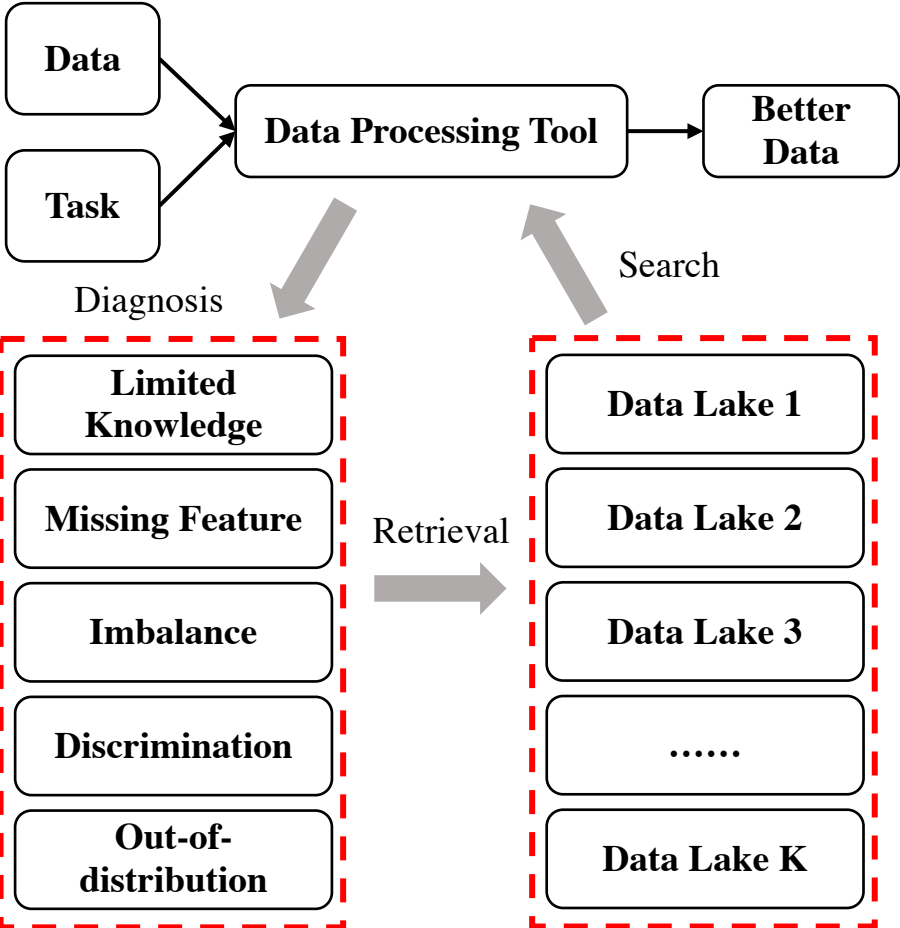 Data
Task
Data Processing Tool
Better
Data
Diagnosis
Search
Limited
Knowledge
Missing Feature
Imbalance
Discrimination
Out-of-
distribution
Retrieval
Data Lake 1
Data Lake 2
Data Lake 3
......
Data Lake K